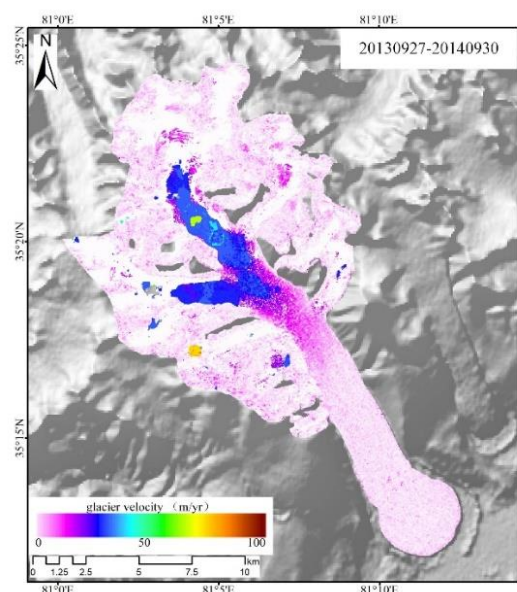 81°0'E 81°5'E 81°10'E
N
20130927-20140930
35°25'N
35°20'N
35°15'N
glacier velocity （m/yr）
0 50 100
km
0 1.25 2.5 5 7.5 10
81°0'E 81°5'E 81°10'E